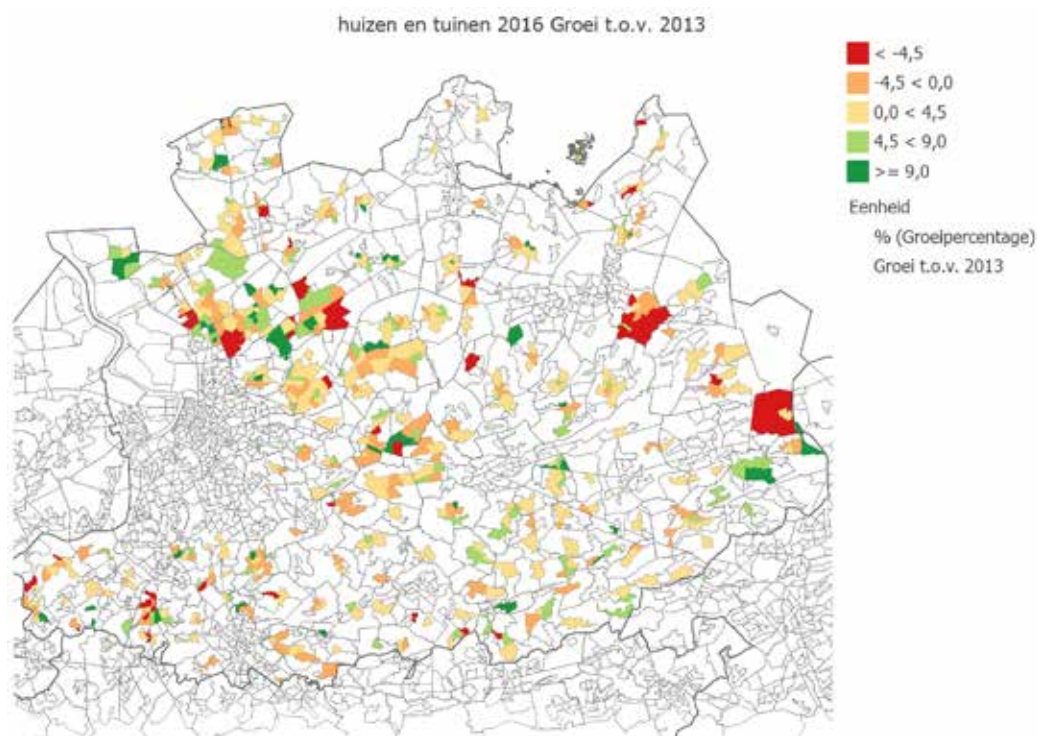 huizen en tuinen 2016 Groei t.o.v. 2013
< -4,5
-4,5 < 0,0
0,0 < 4,5
4,5 < 9,0
>= 9,0
Eenheid
% (Groeipercentage)
Groei t.o.v. 2013